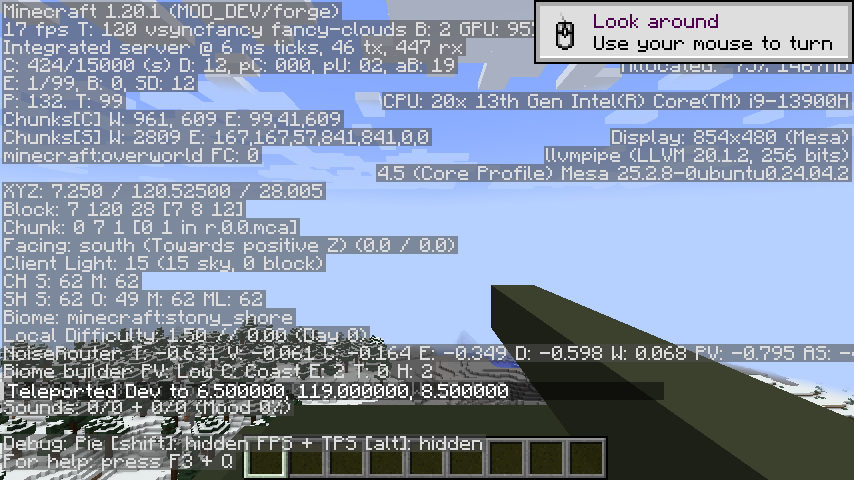 Minecraft 1.20.1 (MOD_DEV/forge)
17 fps T: 120 vsyncfancy fancy-clouds B: 2 GPU: 95
Integrated server @ 6 ms ticks, 46 tx, 447 rx
C: 424/15000 (s) D: 12, pC: 000, pU: 02, aB: 19
E: 1/99, B: 0, SD: 12
P: 132. T: 99
Chunks[C] W: 961, 609 E: 99,41,609
Chunks[S] W: 2809 E: 167,167,57,841,841,0,0
minecraft:overworld FC: 0
XYZ: 7.250 / 120.52500 / 28.005
Block: 7 120 28 [7 8 12]
Chunk: 0 7 1 [0 1 in r.0.0.mca]
Facing: south (Towards positive Z) (0.0 / 0.0)
Client Light: 15 (15 sky, 0 block)
CH S: 62 M: 62
SH S: 62 O: 49 M: 62 ML: 62
Biome: minecraft:stony_shore
Local Difficulty: 1.50 // 0.00 (Day 0)
NoiseRouter T: -0.631 V: -0.061 C: -0.164 E: -0.349 D: -0.598 W: 0.068 PV: -0.795 AS:
Biome builder PV: Low C: Coast E: 3 T: 0 H: 2
Teleported Dev to 6.500000, 119.000000, 8.500000
Sounds: 0/0 + 0/0 (Mood 0%)
Debug: Pie [shift]: hidden FPS + TPS [alt]: hidden
For help: press F3 + Q
Look around
Use your mouse to turn
Allocated: 1467MB
CPU: 20x 13th Gen Intel(R) Core(TM) i9-13900H
Display: 854x480 (Mesa)
llvmpipe (LLVM 20.1.2, 256 bits)
4.5 (Core Profile) Mesa 25.2.8-0ubuntu0.24.04.2